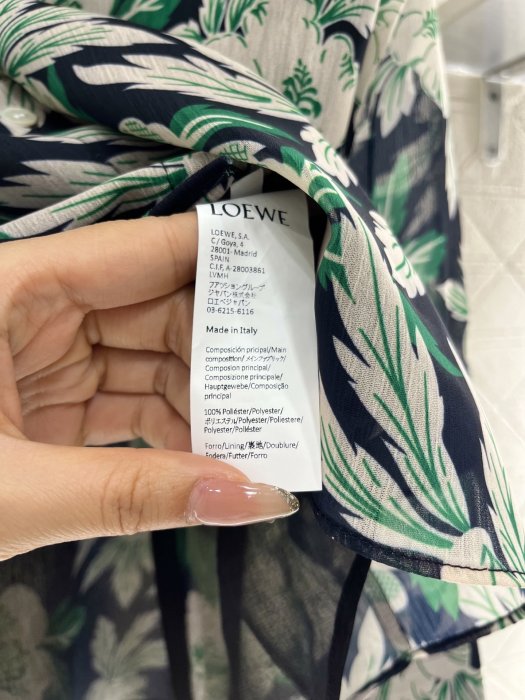 LOEWE
LOEWE, S.A.
C/ Goya, 4
28001- Madrid
SPAIN
C.I.F, A-28003861
LVMH
ファッショングループ
ジャパン株式会社
ロエベジャパン
03-6215-6116
Made in Italy
Composición pricipal/Main
composition/メインファブリック/
Composion principal/
Composizione principale/
Hauptgewebe/Composição
principal
100% Poliéster/Polyester/
ポリエステル/Polyester/Poliestere/
Polyester/Poliéster
Forro/Lining/裏地/Doublure/
Fodera/Futter/Forro